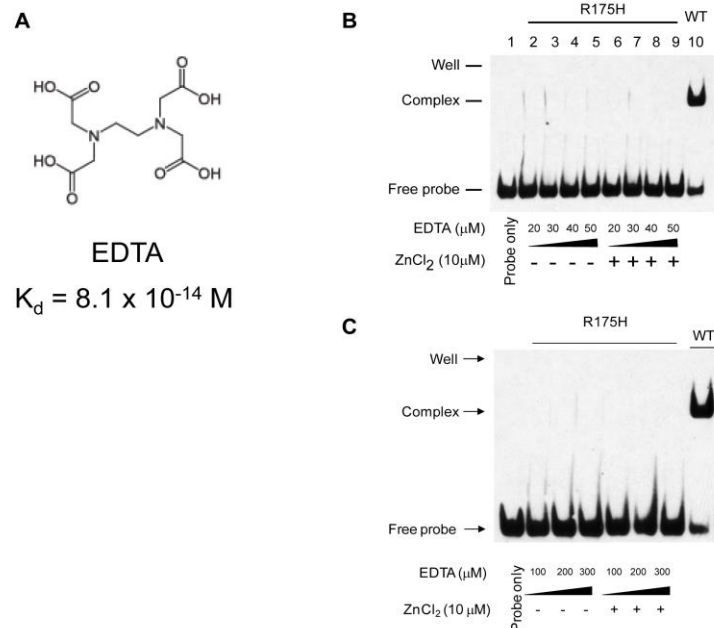 A
HO
O
O
OH
N
N
HO
O
O
OH
EDTA
Kd = 8.1 x 10-14 M
B
R175H
WT
1 2 3 4 5 6 7 8 9 10
Well
Complex
Free probe
Probe only
EDTA (μM) 20 30 40 50 20 30 40 50
ZnCl2 (10μM) - - - - + + + +
C
R175H
WT
Well
Complex
Free probe
Probe only
EDTA (μM) 100 200 300 100 200 300
ZnCl2 (10 μM) - - - + + +